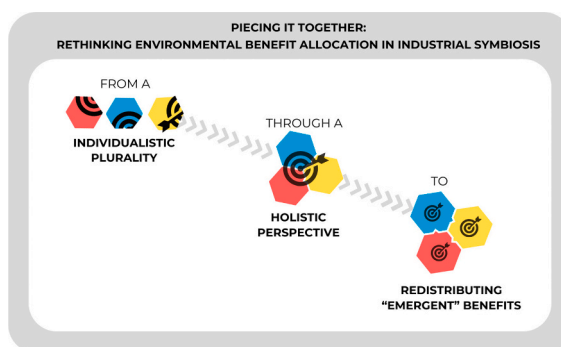 PIECING IT TOGETHER:
RETHINKING ENVIRONMENTAL BENEFIT ALLOCATION IN INDUSTRIAL SYMBIOSIS
FROM A
INDIVIDUALISTIC
PLURALITY
THROUGH A
HOLISTIC
PERSPECTIVE
TO
REDISTRIBUTING
“EMERGENT” BENEFITS